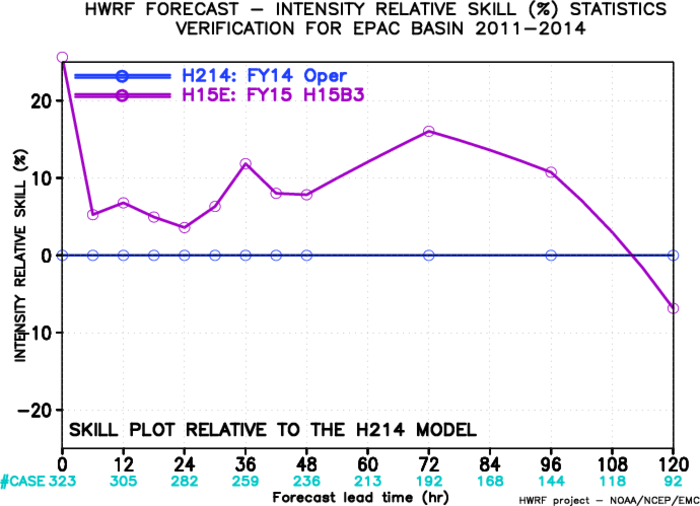 HWRF FORECAST – INTENSITY RELATIVE SKILL (%) STATISTICS
VERIFICATION FOR EPAC BASIN 2011–2014
H214: FY14 Oper
H15E: FY15 H15B3
INTENSITY RELATIVE SKILL (%)
20
10
0
–10
–20
SKILL PLOT RELATIVE TO THE H214 MODEL
0 12 24 36 48 60 72 84 96 108 120
#CASE 323 305 282 259 236 213 192 168 144 118 92
Forecast lead time (hr)
HWRF project – NOAA/NCEP/EMC